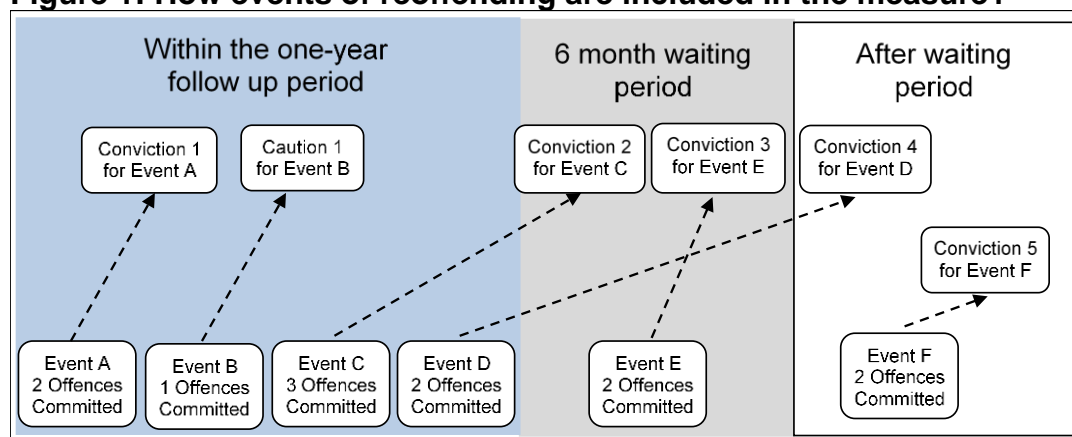 Figure 1: How events of reoffending are included in the measure?
Within the one-year
follow up period
6 month waiting
period
After waiting
period
Conviction 1
for Event A
Caution 1
for Event B
Conviction 2
for Event C
Conviction 3
for Event E
Conviction 4
for Event D
Conviction 5
for Event F
Event A
2 Offences
Committed
Event B
1 Offences
Committed
Event C
3 Offences
Committed
Event D
2 Offences
Committed
Event E
2 Offences
Committed
Event F
2 Offences
Committed